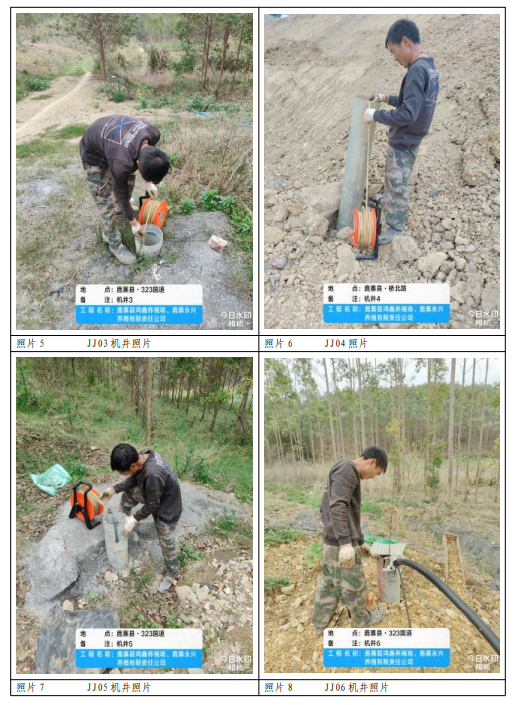 地    点：鹿寨县·323国道
备    注：机井3
工 程 名 称：鹿寨县鸿鑫养殖场、鹿寨永兴
养殖有限责任公司
今日水印
相机
照片 5    JJ03 机井照片
地    点：鹿寨县·桥北路
备    注：机井4
工 程 名 称：鹿寨县鸿鑫养殖场、鹿寨永兴
养殖有限责任公司
今日水印
相机
照片 6    JJ04 照片
地    点：鹿寨县·323国道
备    注：机井5
工 程 名 称：鹿寨县鸿鑫养殖场、鹿寨永兴
养殖有限责任公司
今日水印
相机
照片 7    JJ05 机井照片
地    点：鹿寨县·323国道
备    注：机井6
工 程 名 称：鹿寨县鸿鑫养殖场、鹿寨永兴
养殖有限责任公司
今日水印
相机
照片 8    JJ06 机井照片